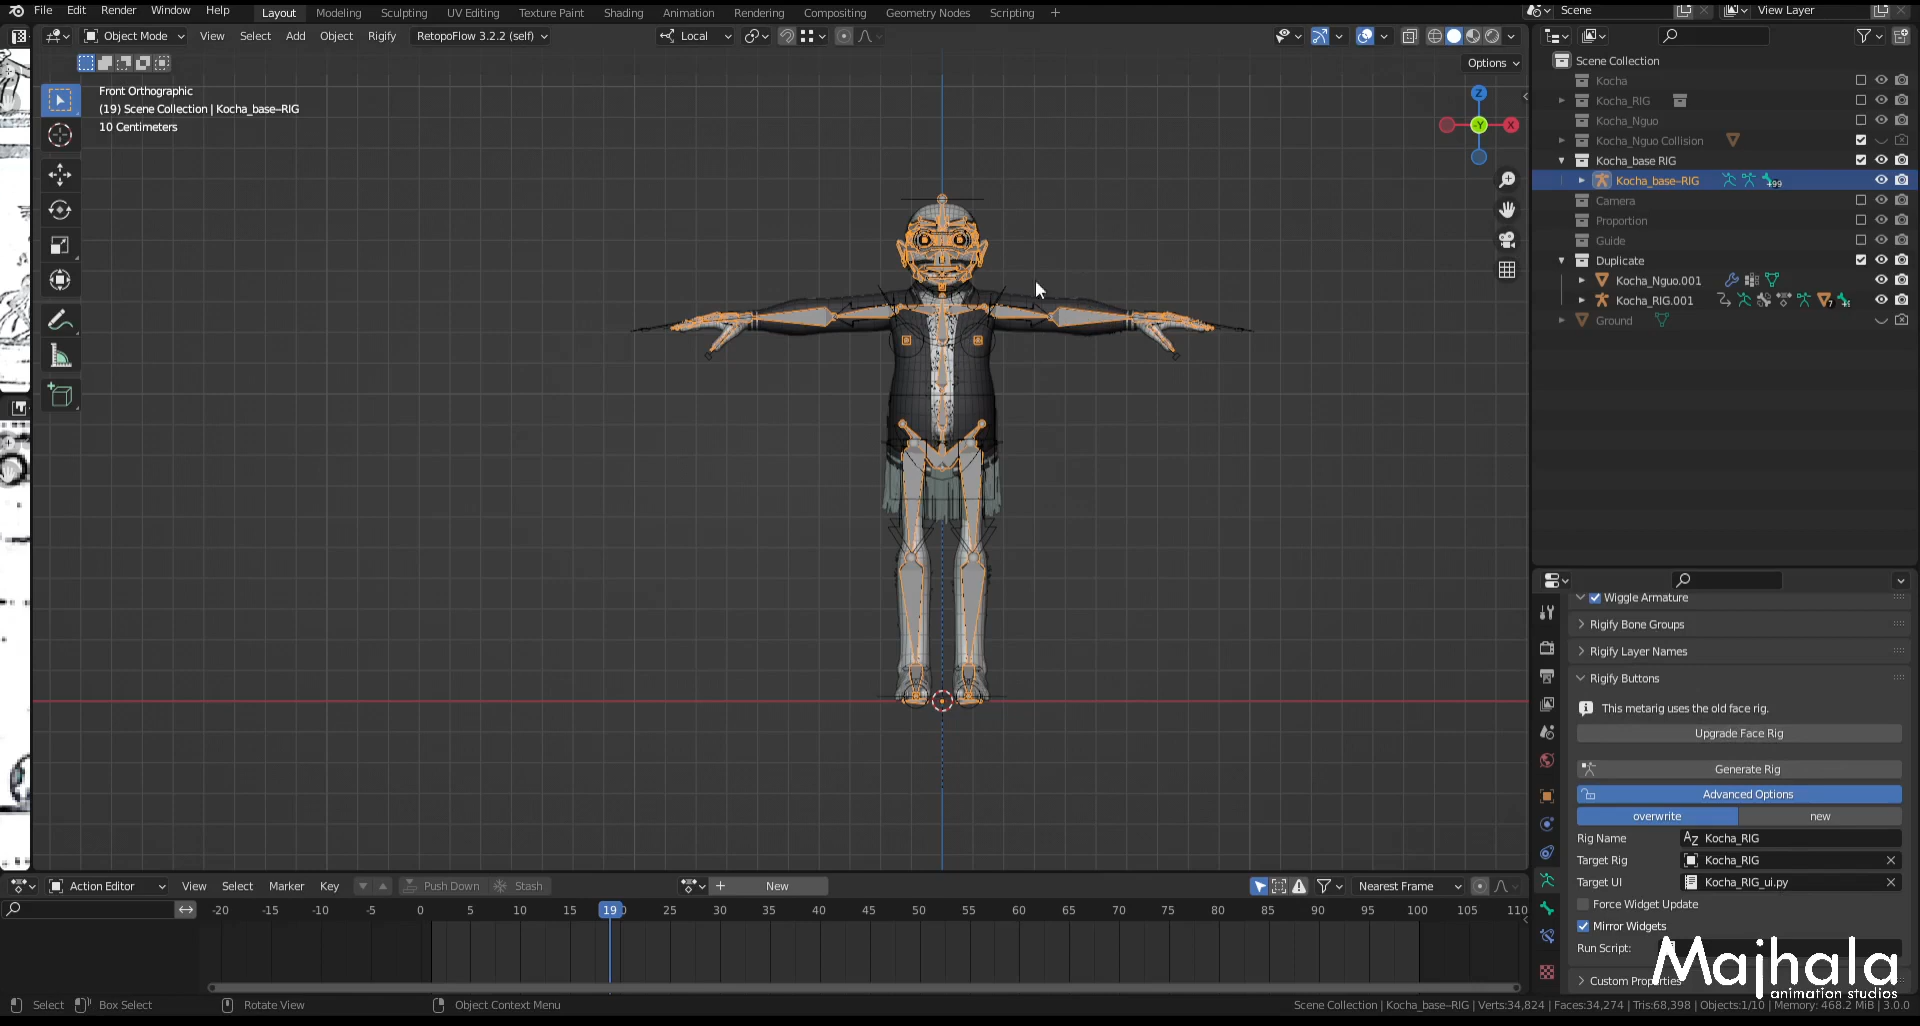 File Edit Render Window Help Layout Modeling Sculpting UV Editing Texture Paint Shading Animation Rendering Compositing Geometry Nodes Scripting + Scene View Layer
Object Mode View Select Add Object Rigify RetopoFlow 3.2.2 (self) Local
Options
Front Orthographic
(19) Scene Collection | Kocha_base-RIG
10 Centimeters
Z
-Y X
Scene Collection
Kocha
Kocha_RIG
Kocha_Nguo
Kocha_Nguo Collision
Kocha_base RIG
Kocha_base-RIG
Camera
Proportion
Guide
Duplicate
Kocha_Nguo.001
Kocha_RIG.001
Ground
Wiggle Armature
Rigify Bone Groups
Rigify Layer Names
Rigify Buttons
This metarig uses the old face rig.
Upgrade Face Rig
Generate Rig
Advanced Options
overwrite new
Rig Name Kocha_RIG
Target Rig Kocha_RIG
Target UI Kocha_RIG_ui.py
Force Widget Update
Mirror Widgets
Run Script:
Custom Properties
Action Editor View Select Marker Key Push Down Stash New Nearest Frame
-20 -15 -10 -5 0 5 10 15 19 25 30 35 40 45 50 55 60 65 70 75 80 85 90 95 100 105 110
Majhala
animation studios
Select Box Select Rotate View Object Context Menu Scene Collection | Kocha_base-RIG | Verts:34,824 | Faces:34,274 | Tris:68,398 | Objects:1/10 | Memory: 468.2 MiB | 3.0.0